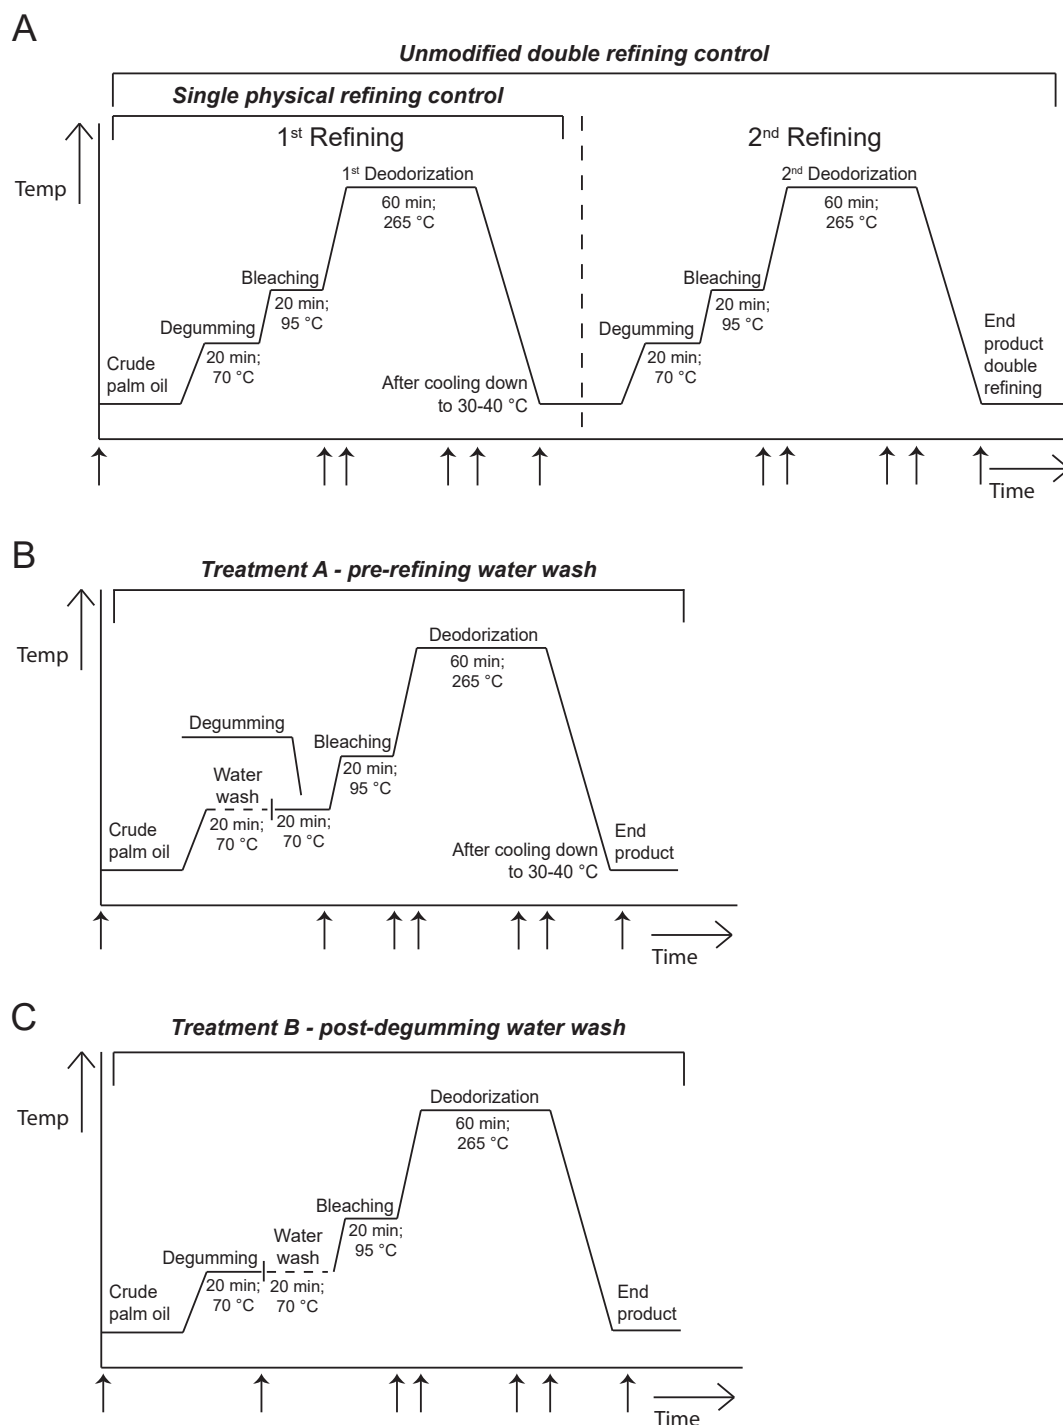 A
Unmodified double refining control
Single physical refining control
1st Refining
2nd Refining
Temp
1st Deodorization
60 min;
265 °C
2nd Deodorization
60 min;
265 °C
Bleaching
20 min;
95 °C
Bleaching
20 min;
95 °C
Degumming
20 min;
70 °C
Degumming
20 min;
70 °C
Crude
palm oil
After cooling down
to 30-40 °C
End
product
double
refining
Time
B
Treatment A - pre-refining water wash
Temp
Deodorization
60 min;
265 °C
Degumming
Bleaching
20 min;
95 °C
Water
wash
20 min;
70 °C
20 min;
70 °C
Crude
palm oil
After cooling down
to 30-40 °C
End
product
Time
C
Treatment B - post-degumming water wash
Temp
Deodorization
60 min;
265 °C
Bleaching
20 min;
95 °C
Degumming
20 min;
70 °C
Water
wash
20 min;
70 °C
Crude
palm oil
End
product
Time